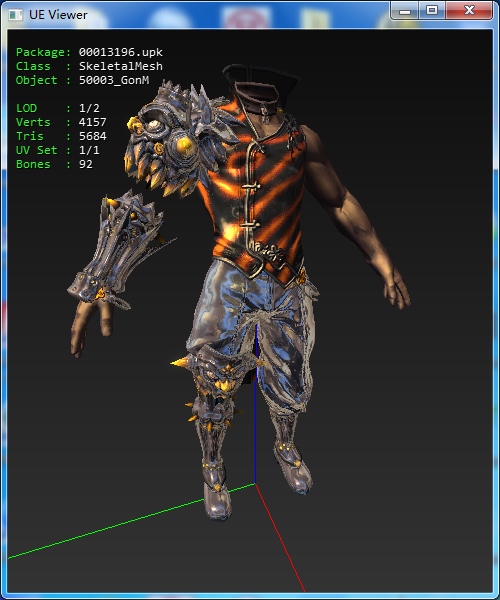 UE Viewer
Package: 00013196.upk
Class : SkeletalMesh
Object : 50003_GonM
LOD : 1/2
Verts : 4157
Tris : 5684
UV Set : 1/1
Bones : 92